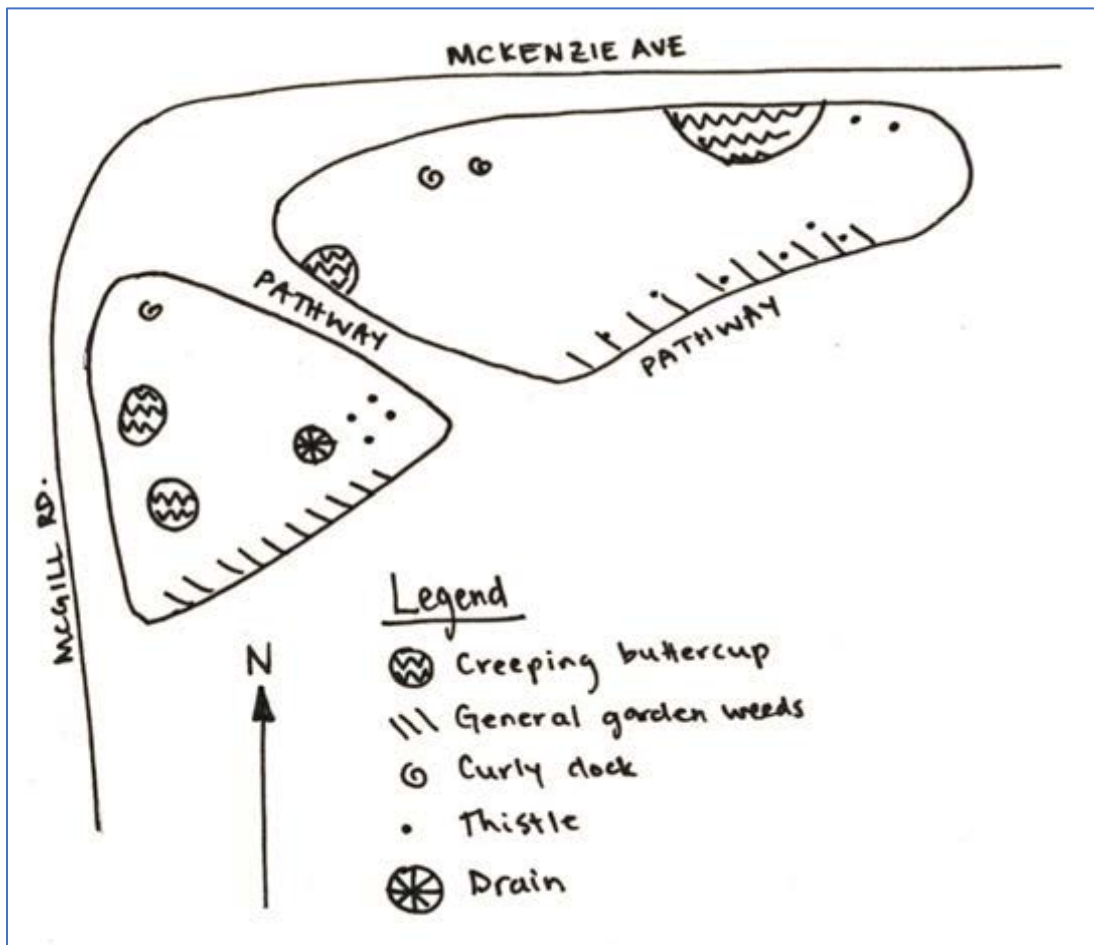 MCKENZIE AVE
PATHWAY
PATHWAY
MCGILL RD.
N
Legend
Creeping buttercup
General garden weeds
Curly dock
Thistle
Drain